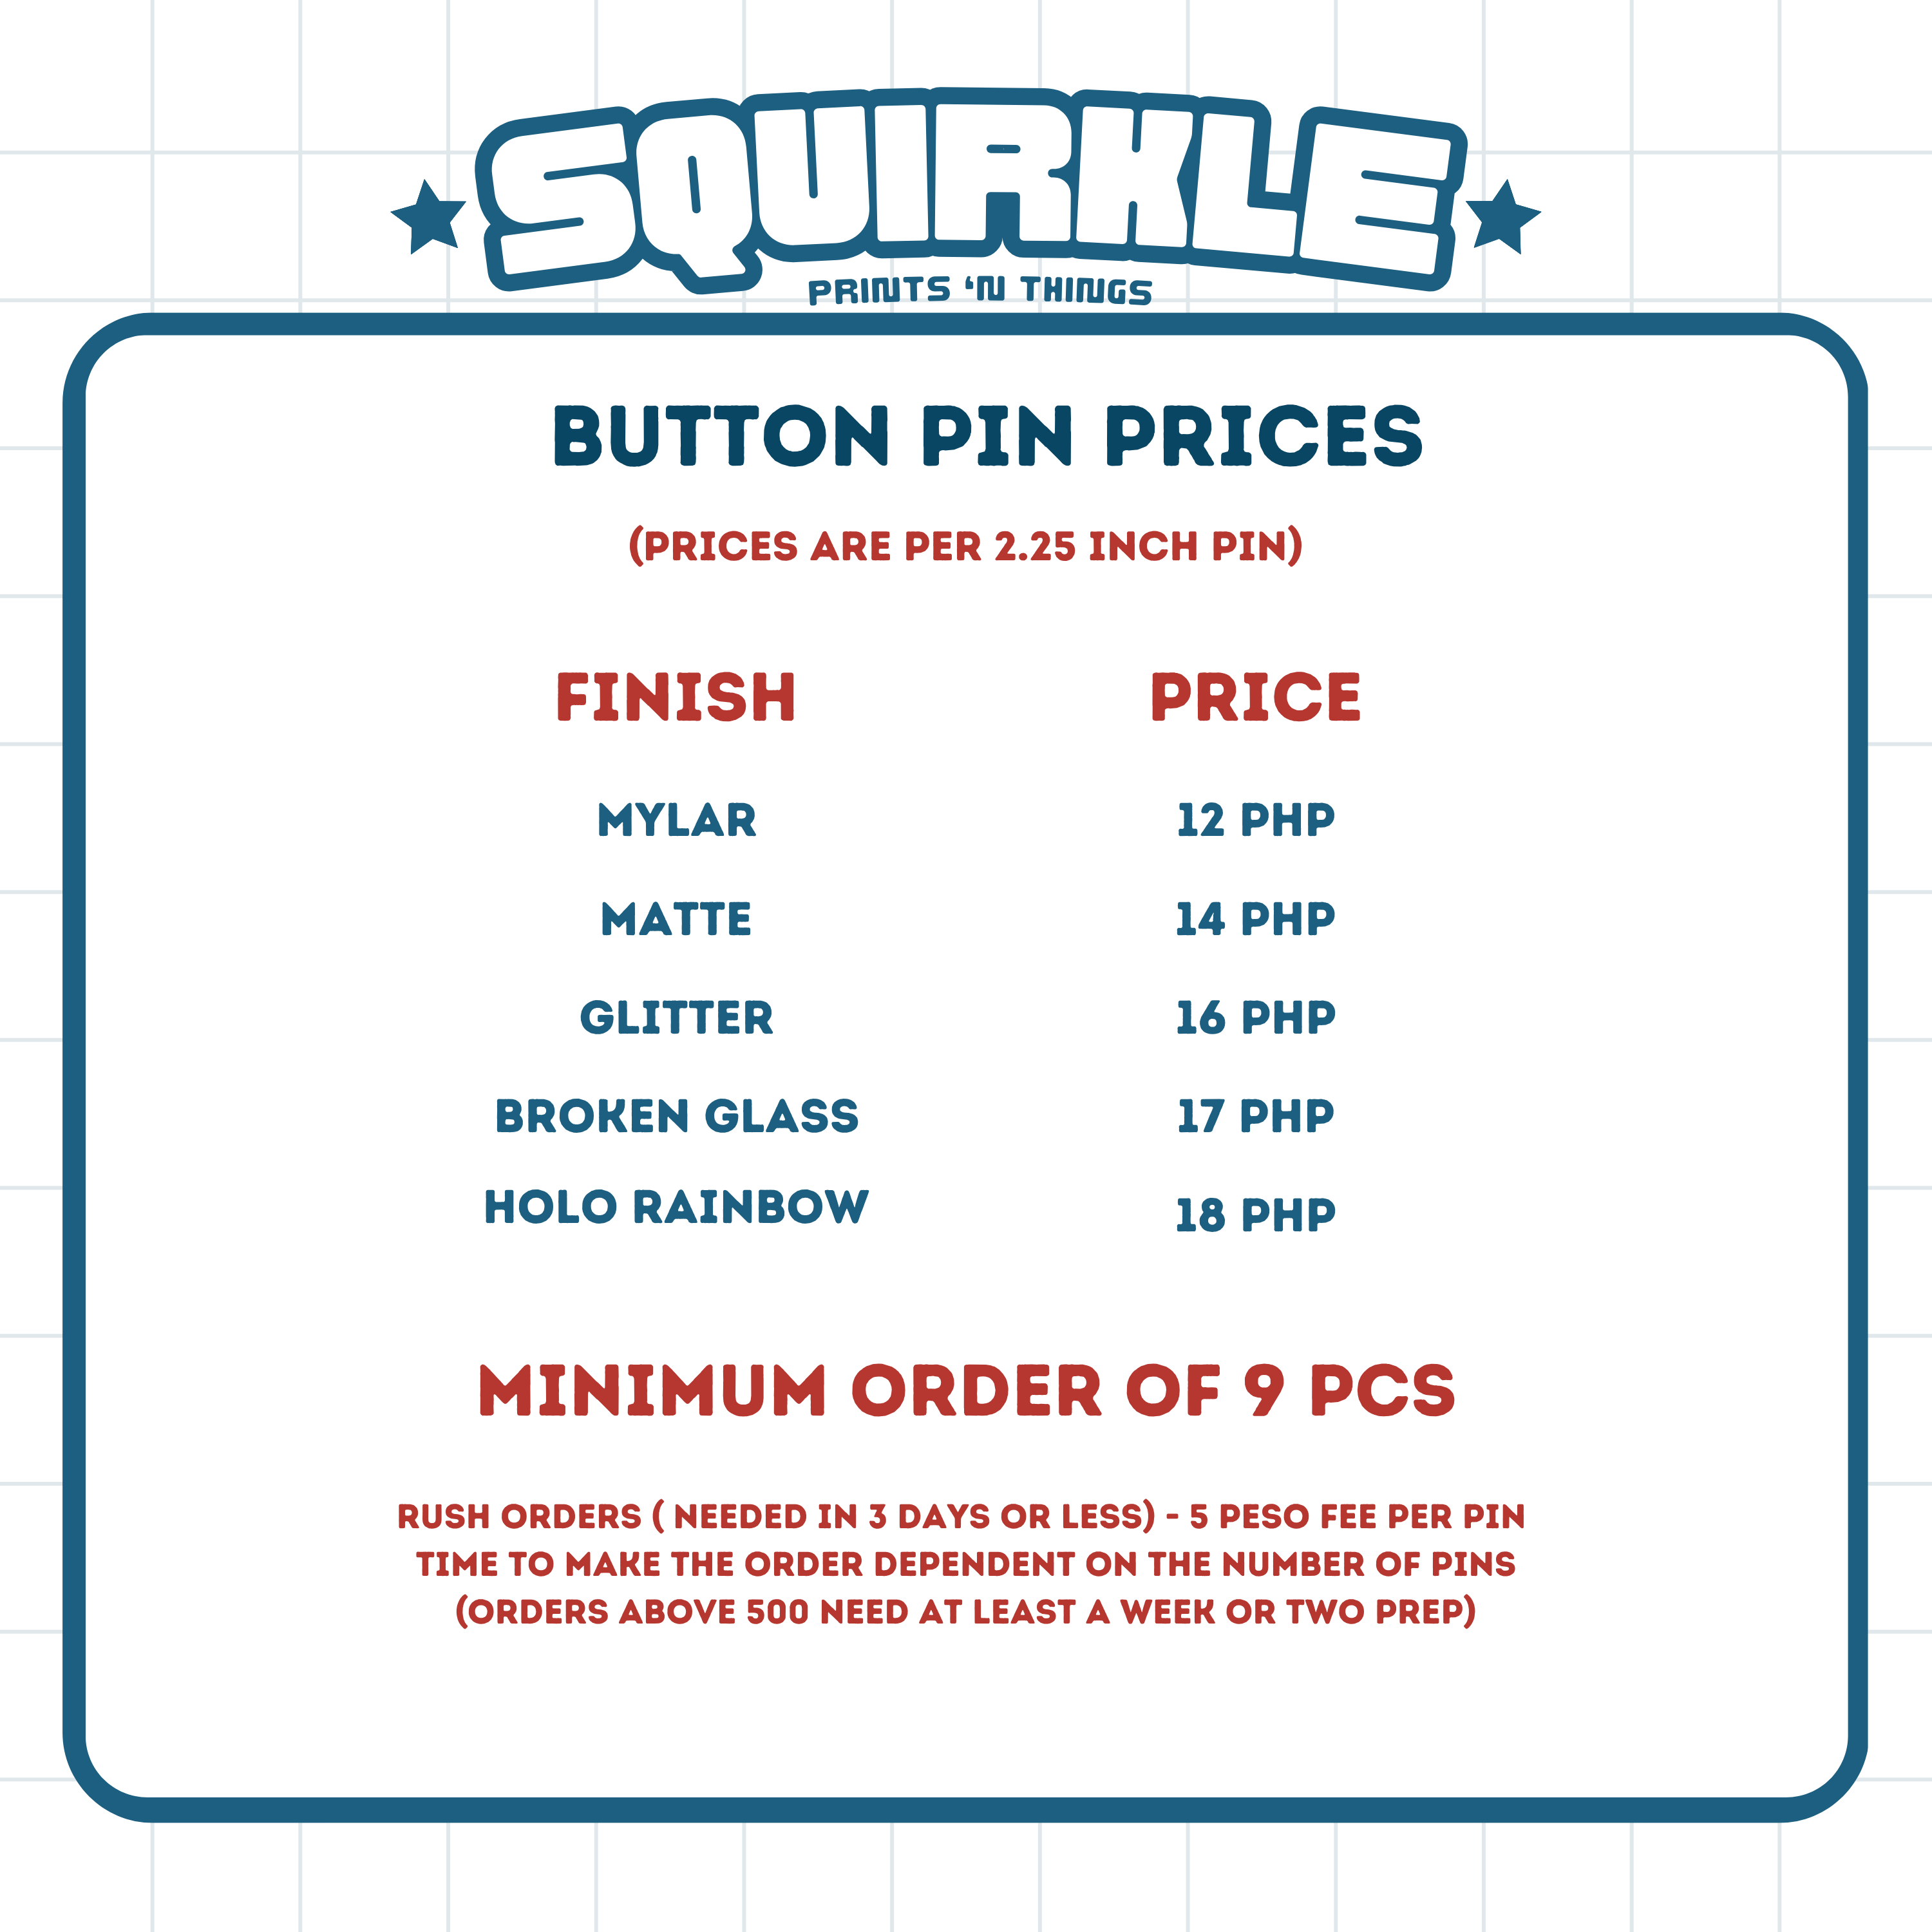 SQUIRKLE
PRINTS 'N THINGS
BUTTON PIN PRICES
(PRICES ARE PER 2.25 INCH PIN)
FINISH PRICE
MYLAR 12 PHP
MATTE 14 PHP
GLITTER 16 PHP
BROKEN GLASS 17 PHP
HOLO RAINBOW 18 PHP
MINIMUM ORDER OF 9 PCS
RUSH ORDERS ( NEEDED IN 3 DAYS OR LESS) - 5 PESO FEE PER PIN
TIME TO MAKE THE ORDER DEPENDENT ON THE NUMBER OF PINS
(ORDERS ABOVE 500 NEED AT LEAST A WEEK OR TWO PREP)